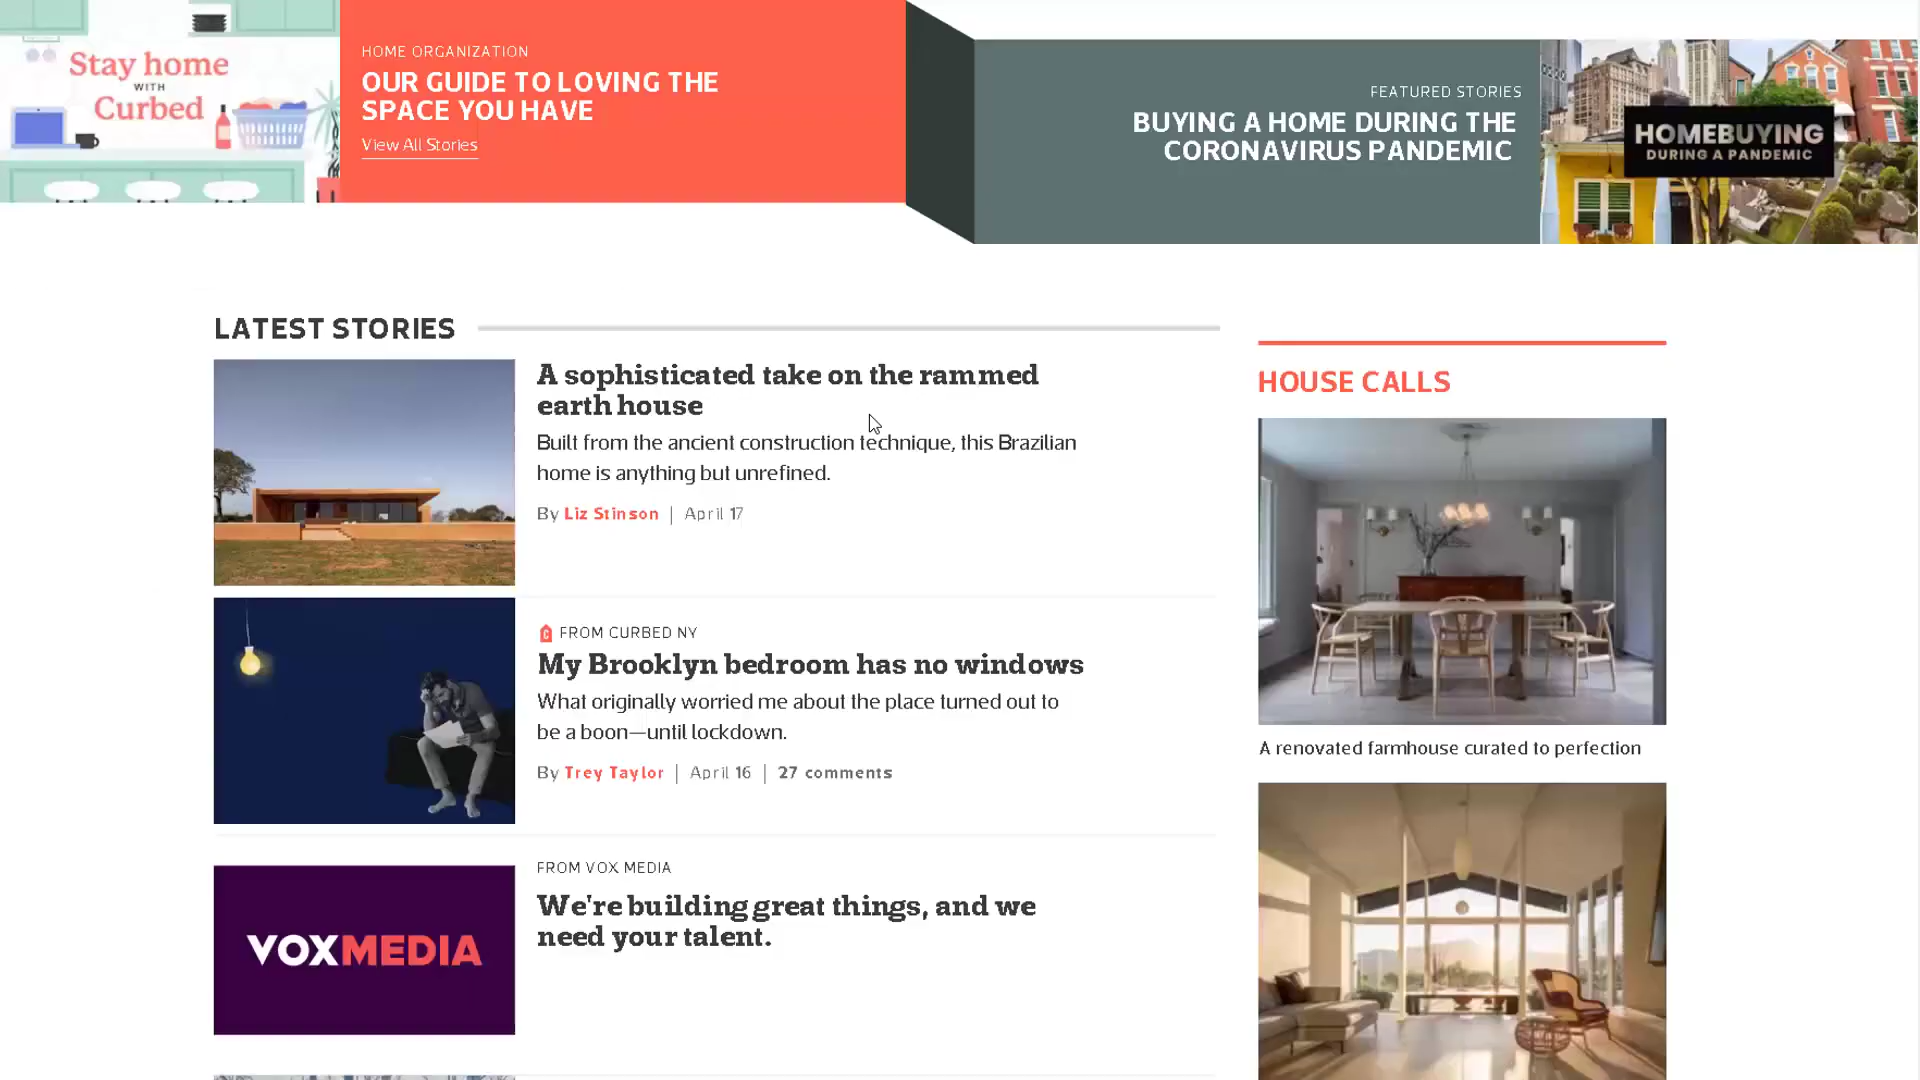 Stay home
WITH
Curbed
HOME ORGANIZATION
OUR GUIDE TO LOVING THE
SPACE YOU HAVE
View All Stories
FEATURED STORIES
BUYING A HOME DURING THE
CORONAVIRUS PANDEMIC
HOMEBUYING
DURING A PANDEMIC
LATEST STORIES
A sophisticated take on the rammed
earth house
Built from the ancient construction technique, this Brazilian
home is anything but unrefined.
By Liz Stinson | April 17
FROM CURBED NY
My Brooklyn bedroom has no windows
What originally worried me about the place turned out to
be a boon—until lockdown.
By Trey Taylor | April 16 | 27 comments
VOXMEDIA
FROM VOX MEDIA
We're building great things, and we
need your talent.
HOUSE CALLS
A renovated farmhouse curated to perfection